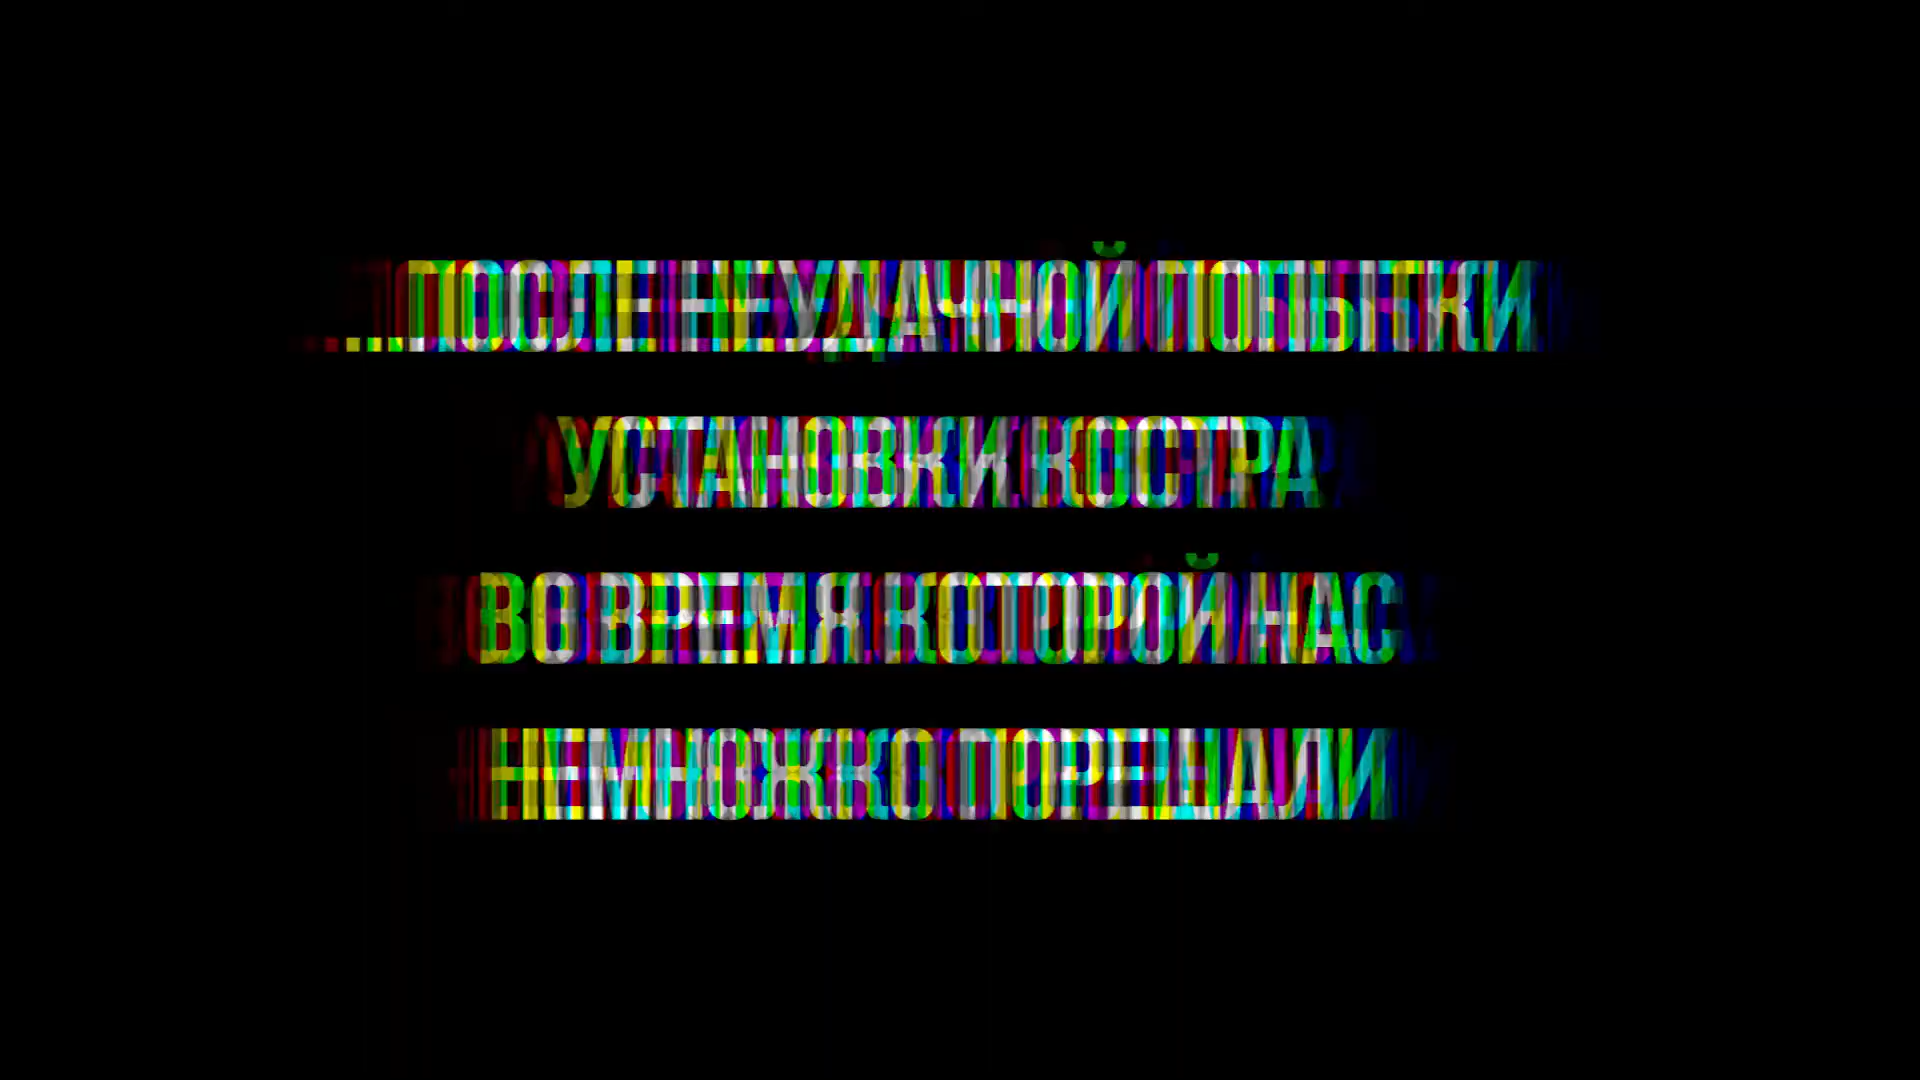 ...ПОСЛЕ НЕУДАЧНОЙ ПОПЫТКИ
УСТАНОВКИ КОСТРА
ВО ВРЕМЯ КОТОРОЙ НАС
НЕМНОЖКО ПОРЕШАЛИ